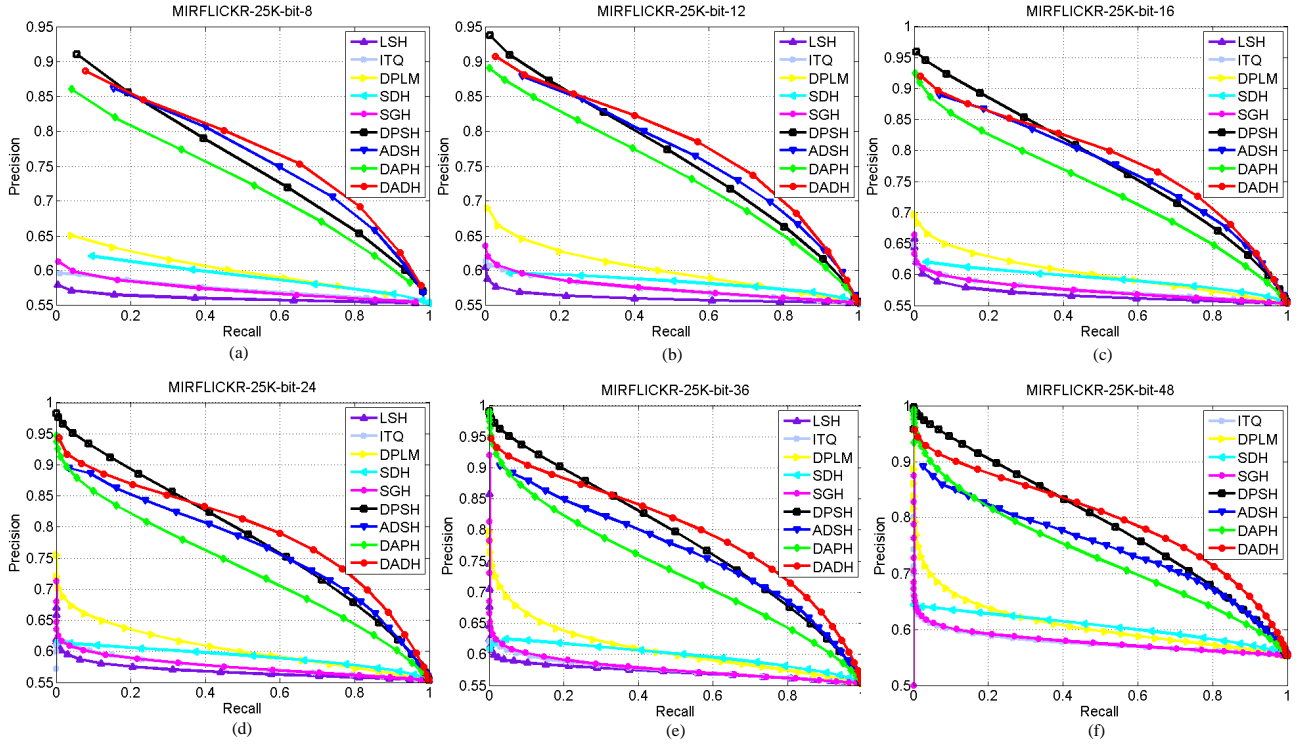 MIRFLICKR-25K-bit-8
0.95
0.9
0.85
0.8
0.75
0.7
0.65
0.6
0.55
Precision
LSH
ITQ
DPLM
SDH
SGH
DPSH
ADSH
DAPH
DADH
0 0.2 0.4 0.6 0.8 1
Recall
(a)
MIRFLICKR-25K-bit-12
0.95
0.9
0.85
0.8
0.75
0.7
0.65
0.6
0.55
Precision
LSH
ITQ
DPLM
SDH
SGH
DPSH
ADSH
DAPH
DADH
0 0.2 0.4 0.6 0.8 1
Recall
(b)
MIRFLICKR-25K-bit-16
1
0.95
0.9
0.85
0.8
0.75
0.7
0.65
0.6
0.55
Precision
LSH
ITQ
DPLM
SDH
SGH
DPSH
ADSH
DAPH
DADH
0 0.2 0.4 0.6 0.8 1
Recall
(c)
MIRFLICKR-25K-bit-24
1
0.95
0.9
0.85
0.8
0.75
0.7
0.65
0.6
0.55
Precision
LSH
ITQ
DPLM
SDH
SGH
DPSH
ADSH
DAPH
DADH
0 0.2 0.4 0.6 0.8 1
Recall
(d)
MIRFLICKR-25K-bit-36
1
0.95
0.9
0.85
0.8
0.75
0.7
0.65
0.6
0.55
Precision
LSH
ITQ
DPLM
SDH
SGH
DPSH
ADSH
DAPH
DADH
0 0.2 0.4 0.6 0.8 1
Recall
(e)
MIRFLICKR-25K-bit-48
1
0.9
0.8
0.7
0.6
0.5
Precision
ITQ
DPLM
SDH
SGH
DPSH
ADSH
DAPH
DADH
0 0.2 0.4 0.6 0.8 1
Recall
(f)